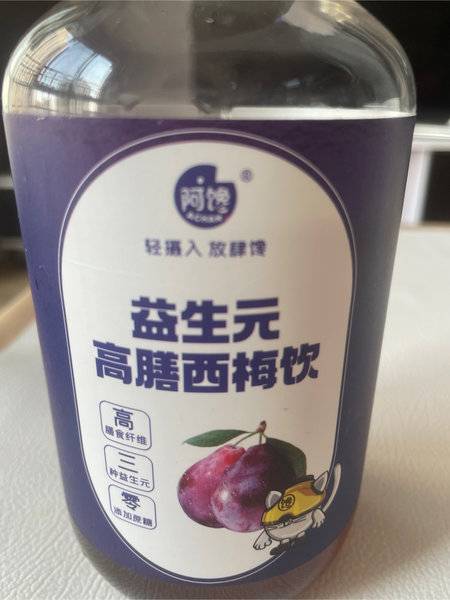 阿馋
®
轻摄入 放肆馋
益生元
高膳西梅饮
高
膳食纤维
三
种益生元
零
添加蔗糖
馋